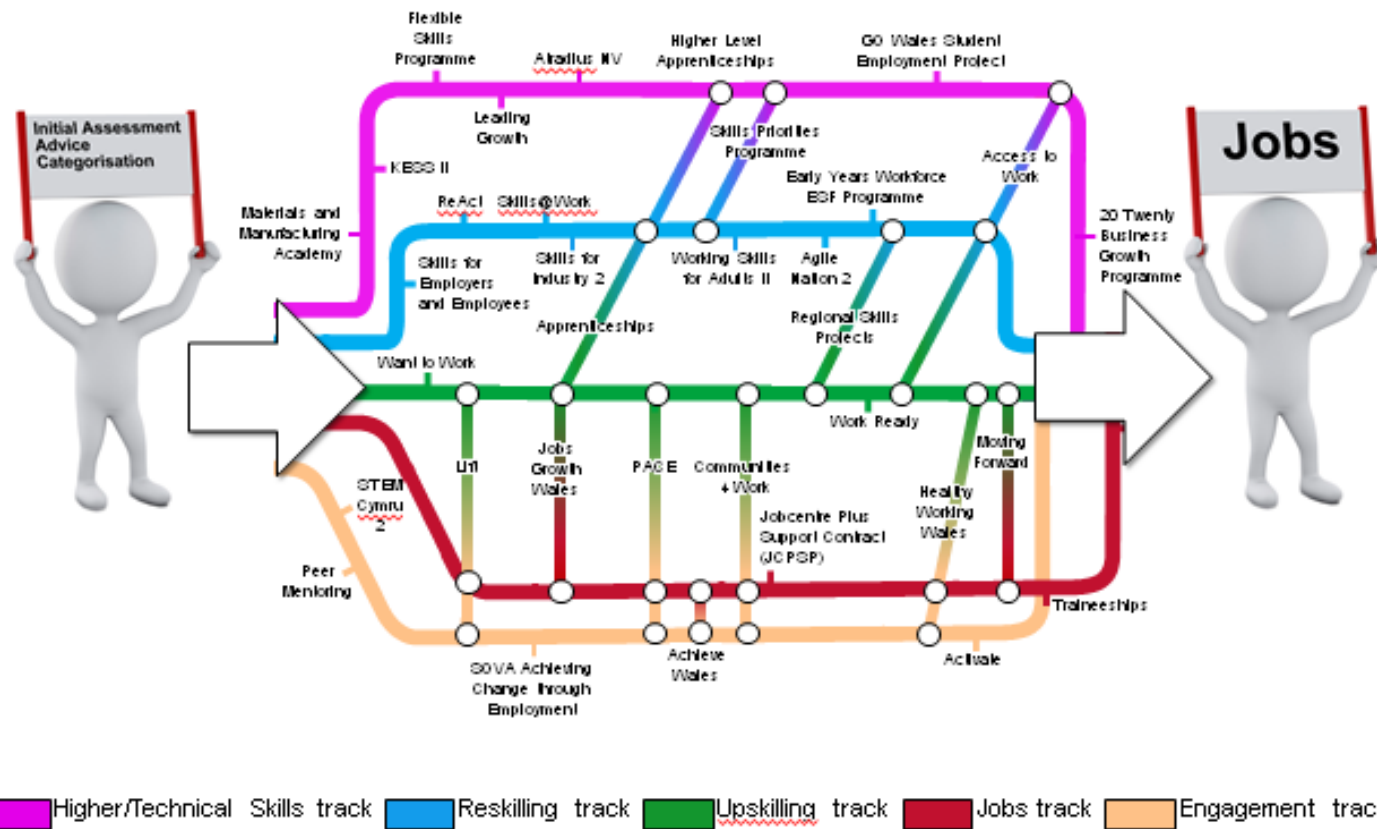 Flexible
Skills
Programme
Atradius NV
Higher Level
Apprenticeships
GO Wales Student
Employment Project
Initial Assessment
Advice
Categorisation
Jobs
Leading
Growth
Skills Priorities
Programme
Access to
Work
KESS II
Early Years Workforce
ESF Programme
ReAct
Skills@Work
Materials and
Manufacturing
Academy
20 Twenty
Business
Growth
Programme
Skills for
Employers
and Employees
Skills for
Industry 2
Working Skills
for Adults II
Agile
Nation 2
Apprenticeships
Regional Skills
Projects
Want to Work
Work Ready
Lift
Jobs
Growth
Wales
PACE
Communities
4 Work
Moving
Forward
Healthy
Working
Wales
STEM
Cymru
2
Jobcentre Plus
Support Contract
(JCPSP)
Peer
Mentoring
Traineeships
SOVA Achieving
Change through
Employment
Achieve
Wales
Activate
Higher/Technical Skills track
Reskilling track
Upskilling track
Jobs track
Engagement trac